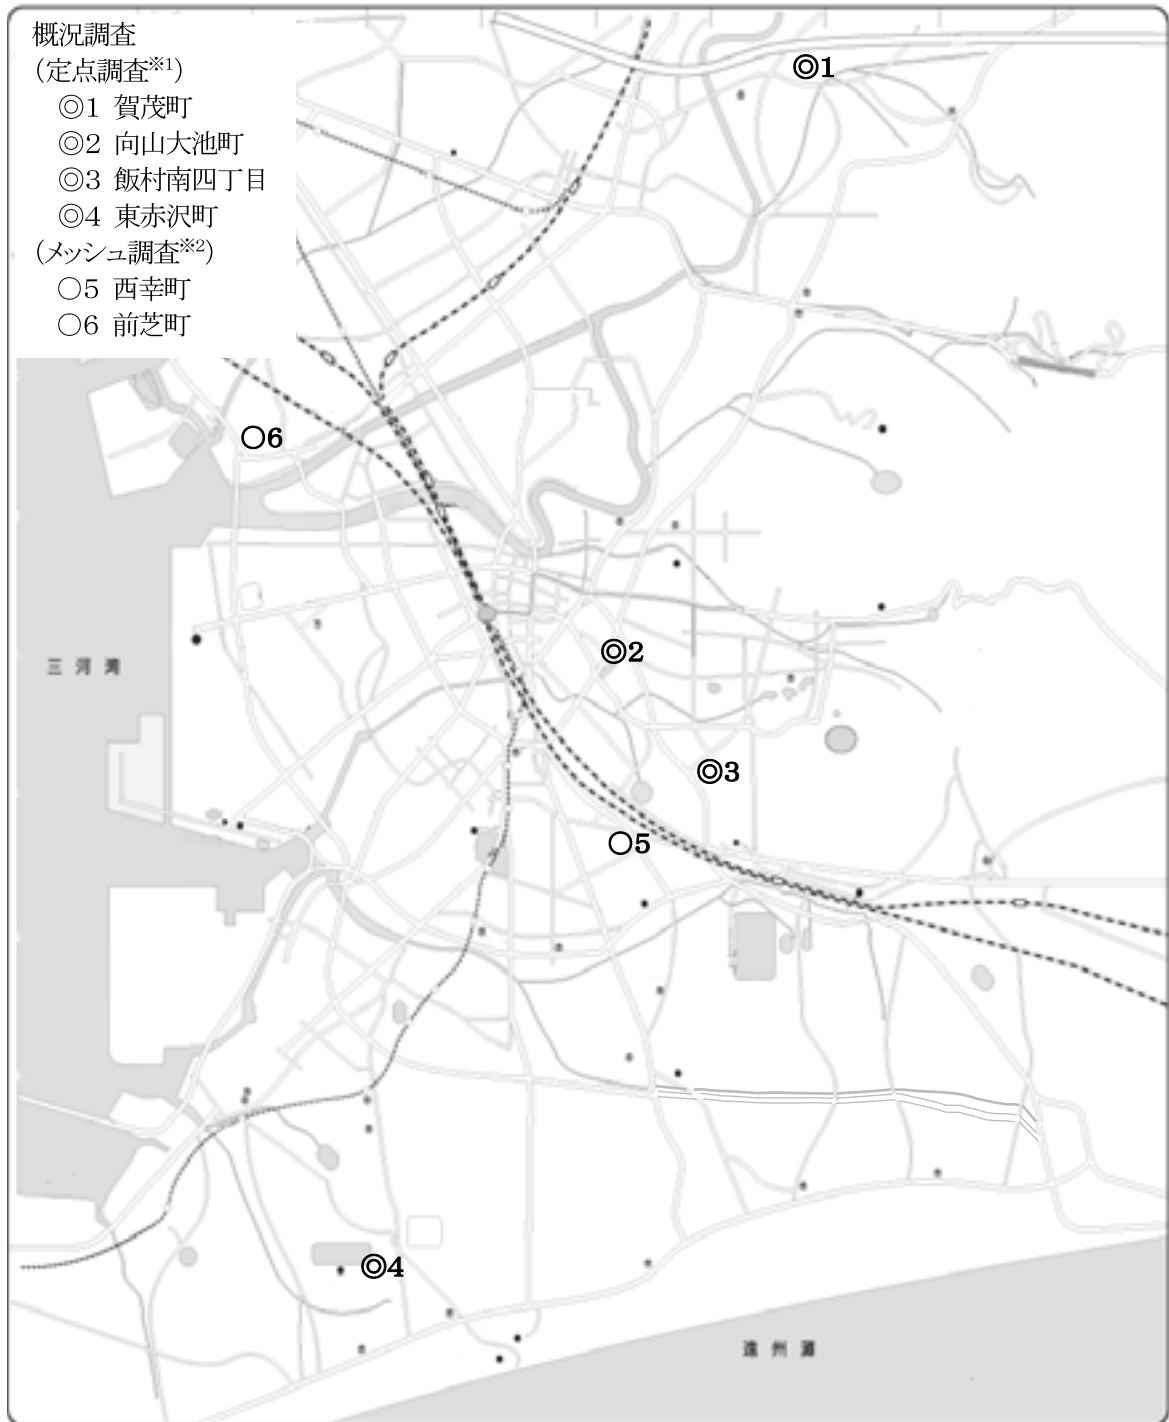 概況調査
（定点調査※1）
◎1 賀茂町
◎2 向山大池町
◎3 飯村南四丁目
◎4 東赤沢町
（メッシュ調査※2）
○5 西幸町
○6 前芝町
◎1
○6
◎2
三河湾
◎3
○5
◎4
遠州灘